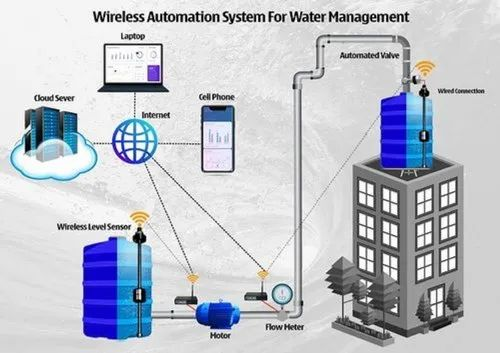 Wireless Automation System For Water Management
Laptop
Automated Valve
Cloud Sever
Internet
Cell Phone
Wired Connection
Wireless Level Sensor
Motor
Flow Meter